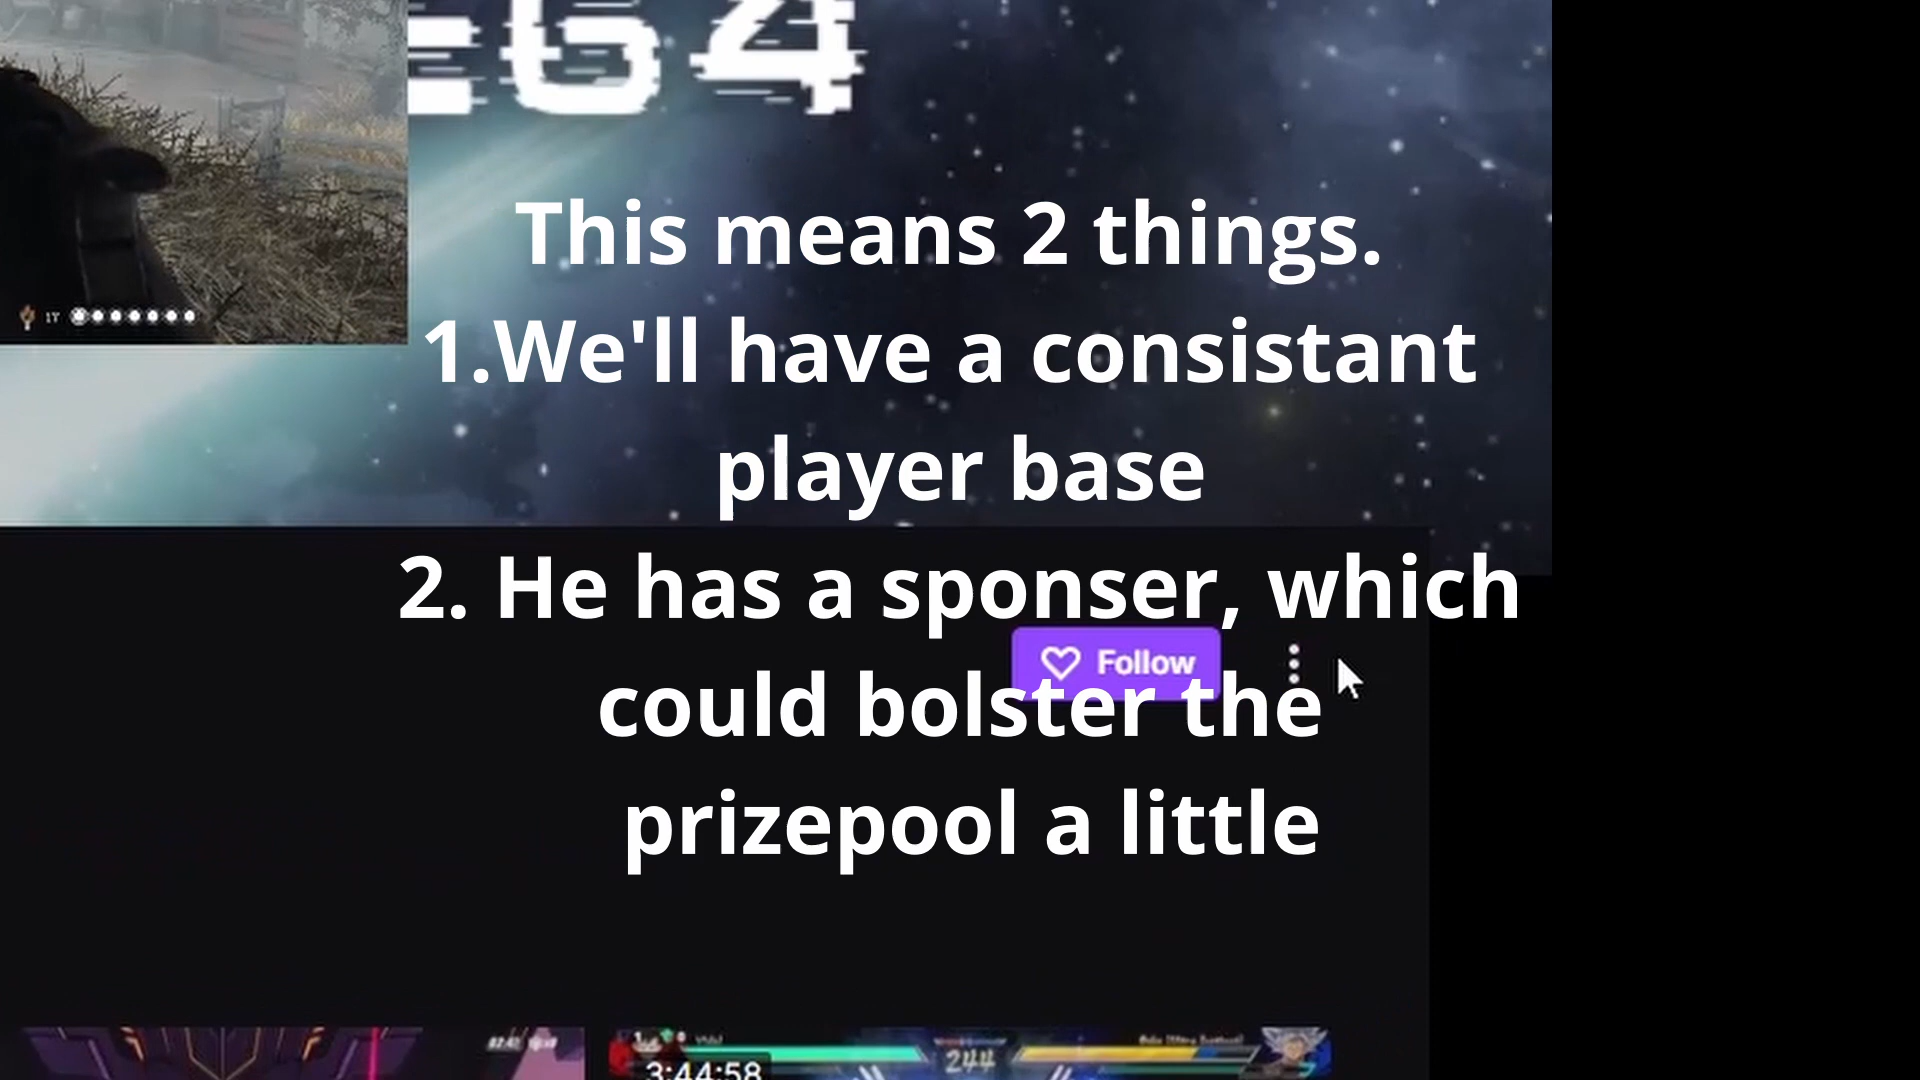 G4
This means 2 things.
1.We'll have a consistant
player base
2. He has a sponser, which
Follow
could bolster the
prizepool a little
244
3:44:58